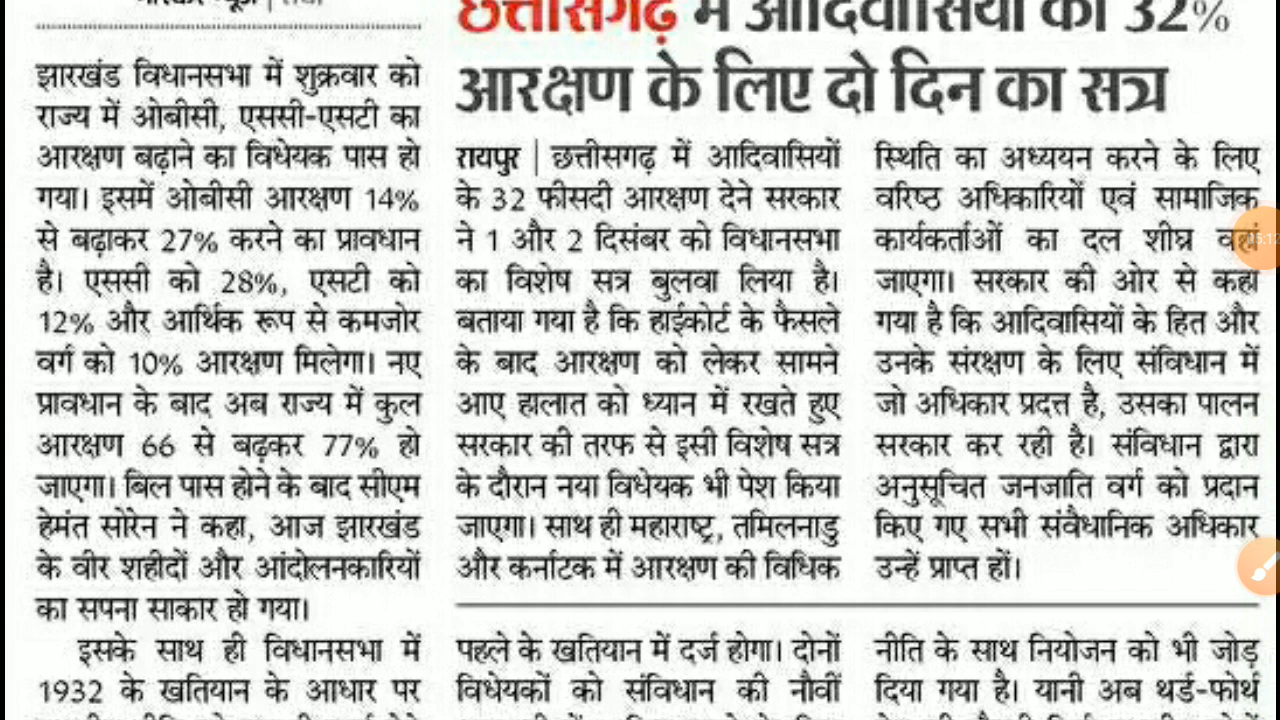 झारखंड विधानसभा में शुक्रवार को
राज्य में ओबीसी, एससी-एसटी का
आरक्षण बढ़ाने का विधेयक पास हो
गया। इसमें ओबीसी आरक्षण 14%
से बढ़ाकर 27% करने का प्रावधान
है। एससी को 28%, एसटी को
12% और आर्थिक रूप से कमजोर
वर्ग को 10% आरक्षण मिलेगा। नए
प्रावधान के बाद अब राज्य में कुल
आरक्षण 66 से बढ़कर 77% हो
जाएगा। बिल पास होने के बाद सीएम
हेमंत सोरेन ने कहा, आज झारखंड
के वीर शहीदों और आंदोलनकारियों
का सपना साकार हो गया।
इसके साथ ही विधानसभा में
1932 के खतियान के आधार पर
छत्तीसगढ़ में आदिवासियों को 32%
आरक्षण के लिए दो दिन का सत्र
रायपुर | छत्तीसगढ़ में आदिवासियों
के 32 फीसदी आरक्षण देने सरकार
ने 1 और 2 दिसंबर को विधानसभा
का विशेष सत्र बुलवा लिया है।
बताया गया है कि हाईकोर्ट के फैसले
के बाद आरक्षण को लेकर सामने
आए हालात को ध्यान में रखते हुए
सरकार की तरफ से इसी विशेष सत्र
के दौरान नया विधेयक भी पेश किया
जाएगा। साथ ही महाराष्ट्र, तमिलनाडु
और कर्नाटक में आरक्षण की विधिक
स्थिति का अध्ययन करने के लिए
वरिष्ठ अधिकारियों एवं सामाजिक
कार्यकर्ताओं का दल शीघ्र वहां
जाएगा। सरकार की ओर से कहा
गया है कि आदिवासियों के हित और
उनके संरक्षण के लिए संविधान में
जो अधिकार प्रदत्त है, उसका पालन
सरकार कर रही है। संविधान द्वारा
अनुसूचित जनजाति वर्ग को प्रदान
किए गए सभी संवैधानिक अधिकार
उन्हें प्राप्त हों।
पहले के खतियान में दर्ज होगा। दोनों
विधेयकों को संविधान की नौवीं
नीति के साथ नियोजन को भी जोड़
दिया गया है। यानी अब थर्ड-फोर्थ